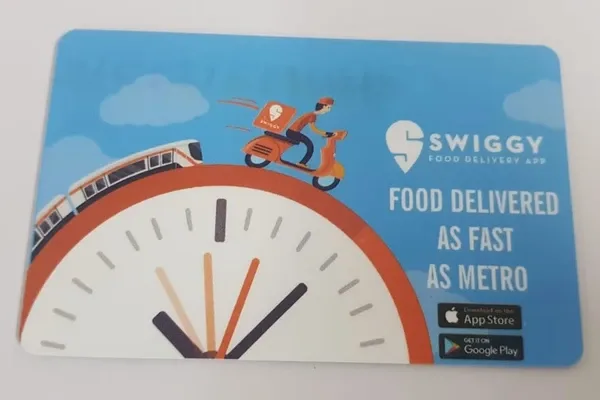 SWIGGY
FOOD DELIVERY APP
FOOD DELIVERED
AS FAST
AS METRO
Download on the
App Store
GET IT ON
Google Play